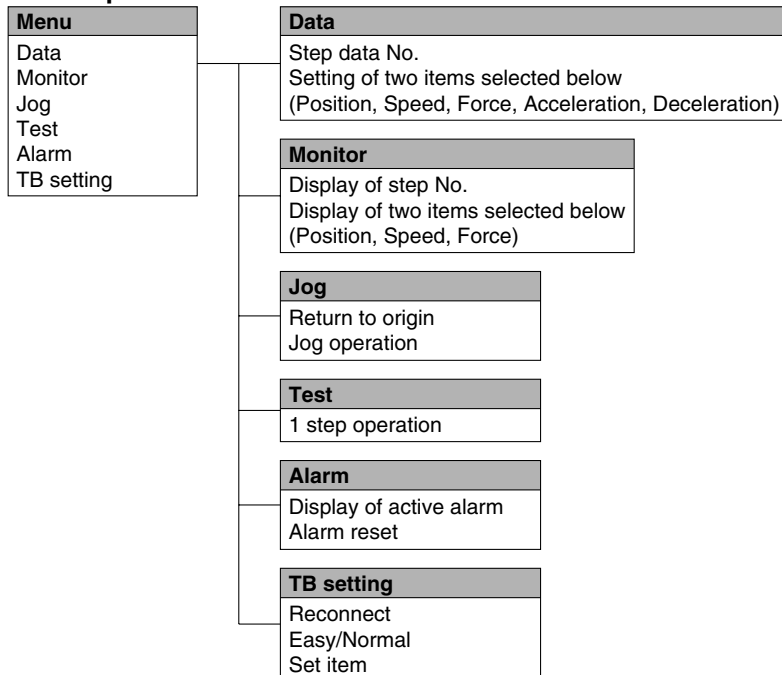 Menu
Data
Monitor
Jog
Test
Alarm
TB setting
Data
Step data No.
Setting of two items selected below
(Position, Speed, Force, Acceleration, Deceleration)
Monitor
Display of step No.
Display of two items selected below
(Position, Speed, Force)
Jog
Return to origin
Jog operation
Test
1 step operation
Alarm
Display of active alarm
Alarm reset
TB setting
Reconnect
Easy/Normal
Set item